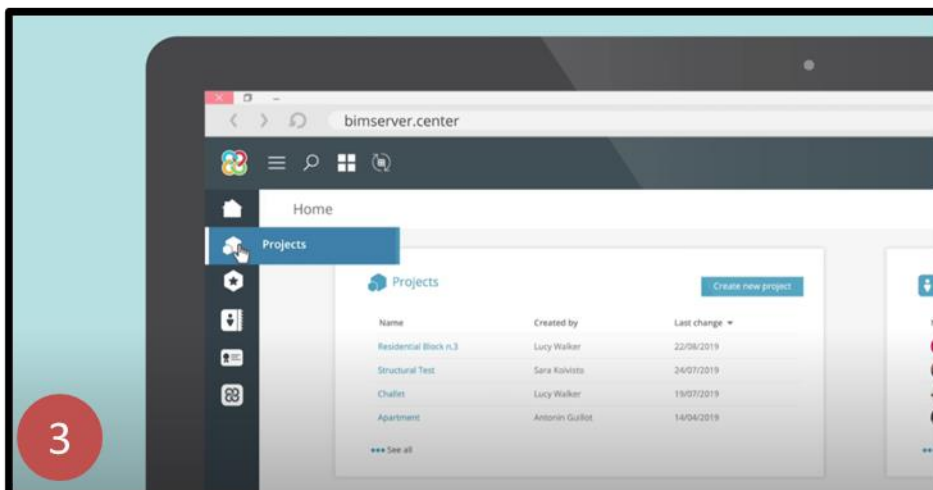 bimserver.center
Home
Projects
Projects
Create new project
Name Created by Last change
Residential Block n.3 Lucy Walker 22/08/2019
Structural Test Sara Koivisto 24/07/2019
Challet Lucy Walker 19/07/2019
Apartment Antonin Guillot 14/04/2019
••• See all
3